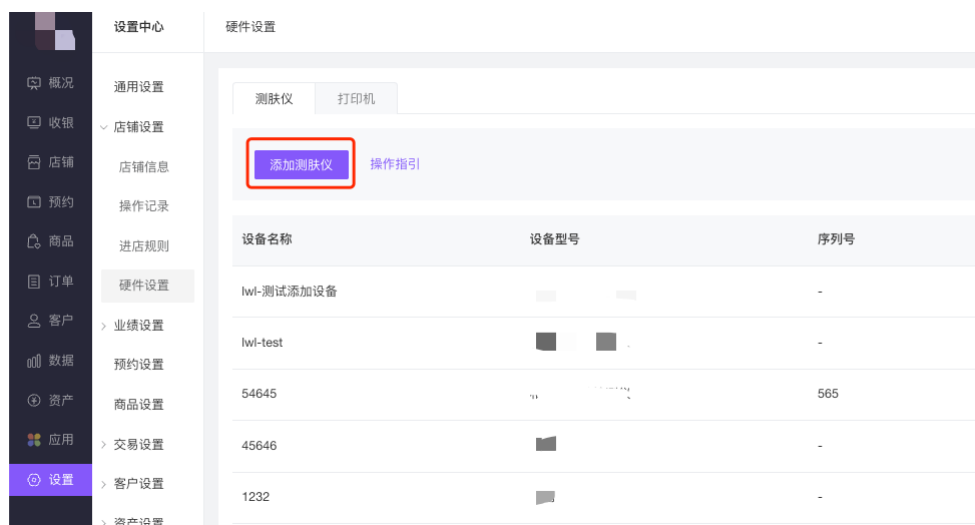 设置中心
硬件设置
概况
收银
店铺
预约
商品
订单
客户
数据
资产
应用
设置
通用设置
店铺设置
店铺信息
操作记录
进店规则
硬件设置
业绩设置
预约设置
商品设置
交易设置
客户设置
资产设置
测肤仪 打印机
添加测肤仪 操作指引
设备名称 设备型号 序列号
lwl-测试添加设备 -
lwl-test -
54645 565
45646 -
1232 -